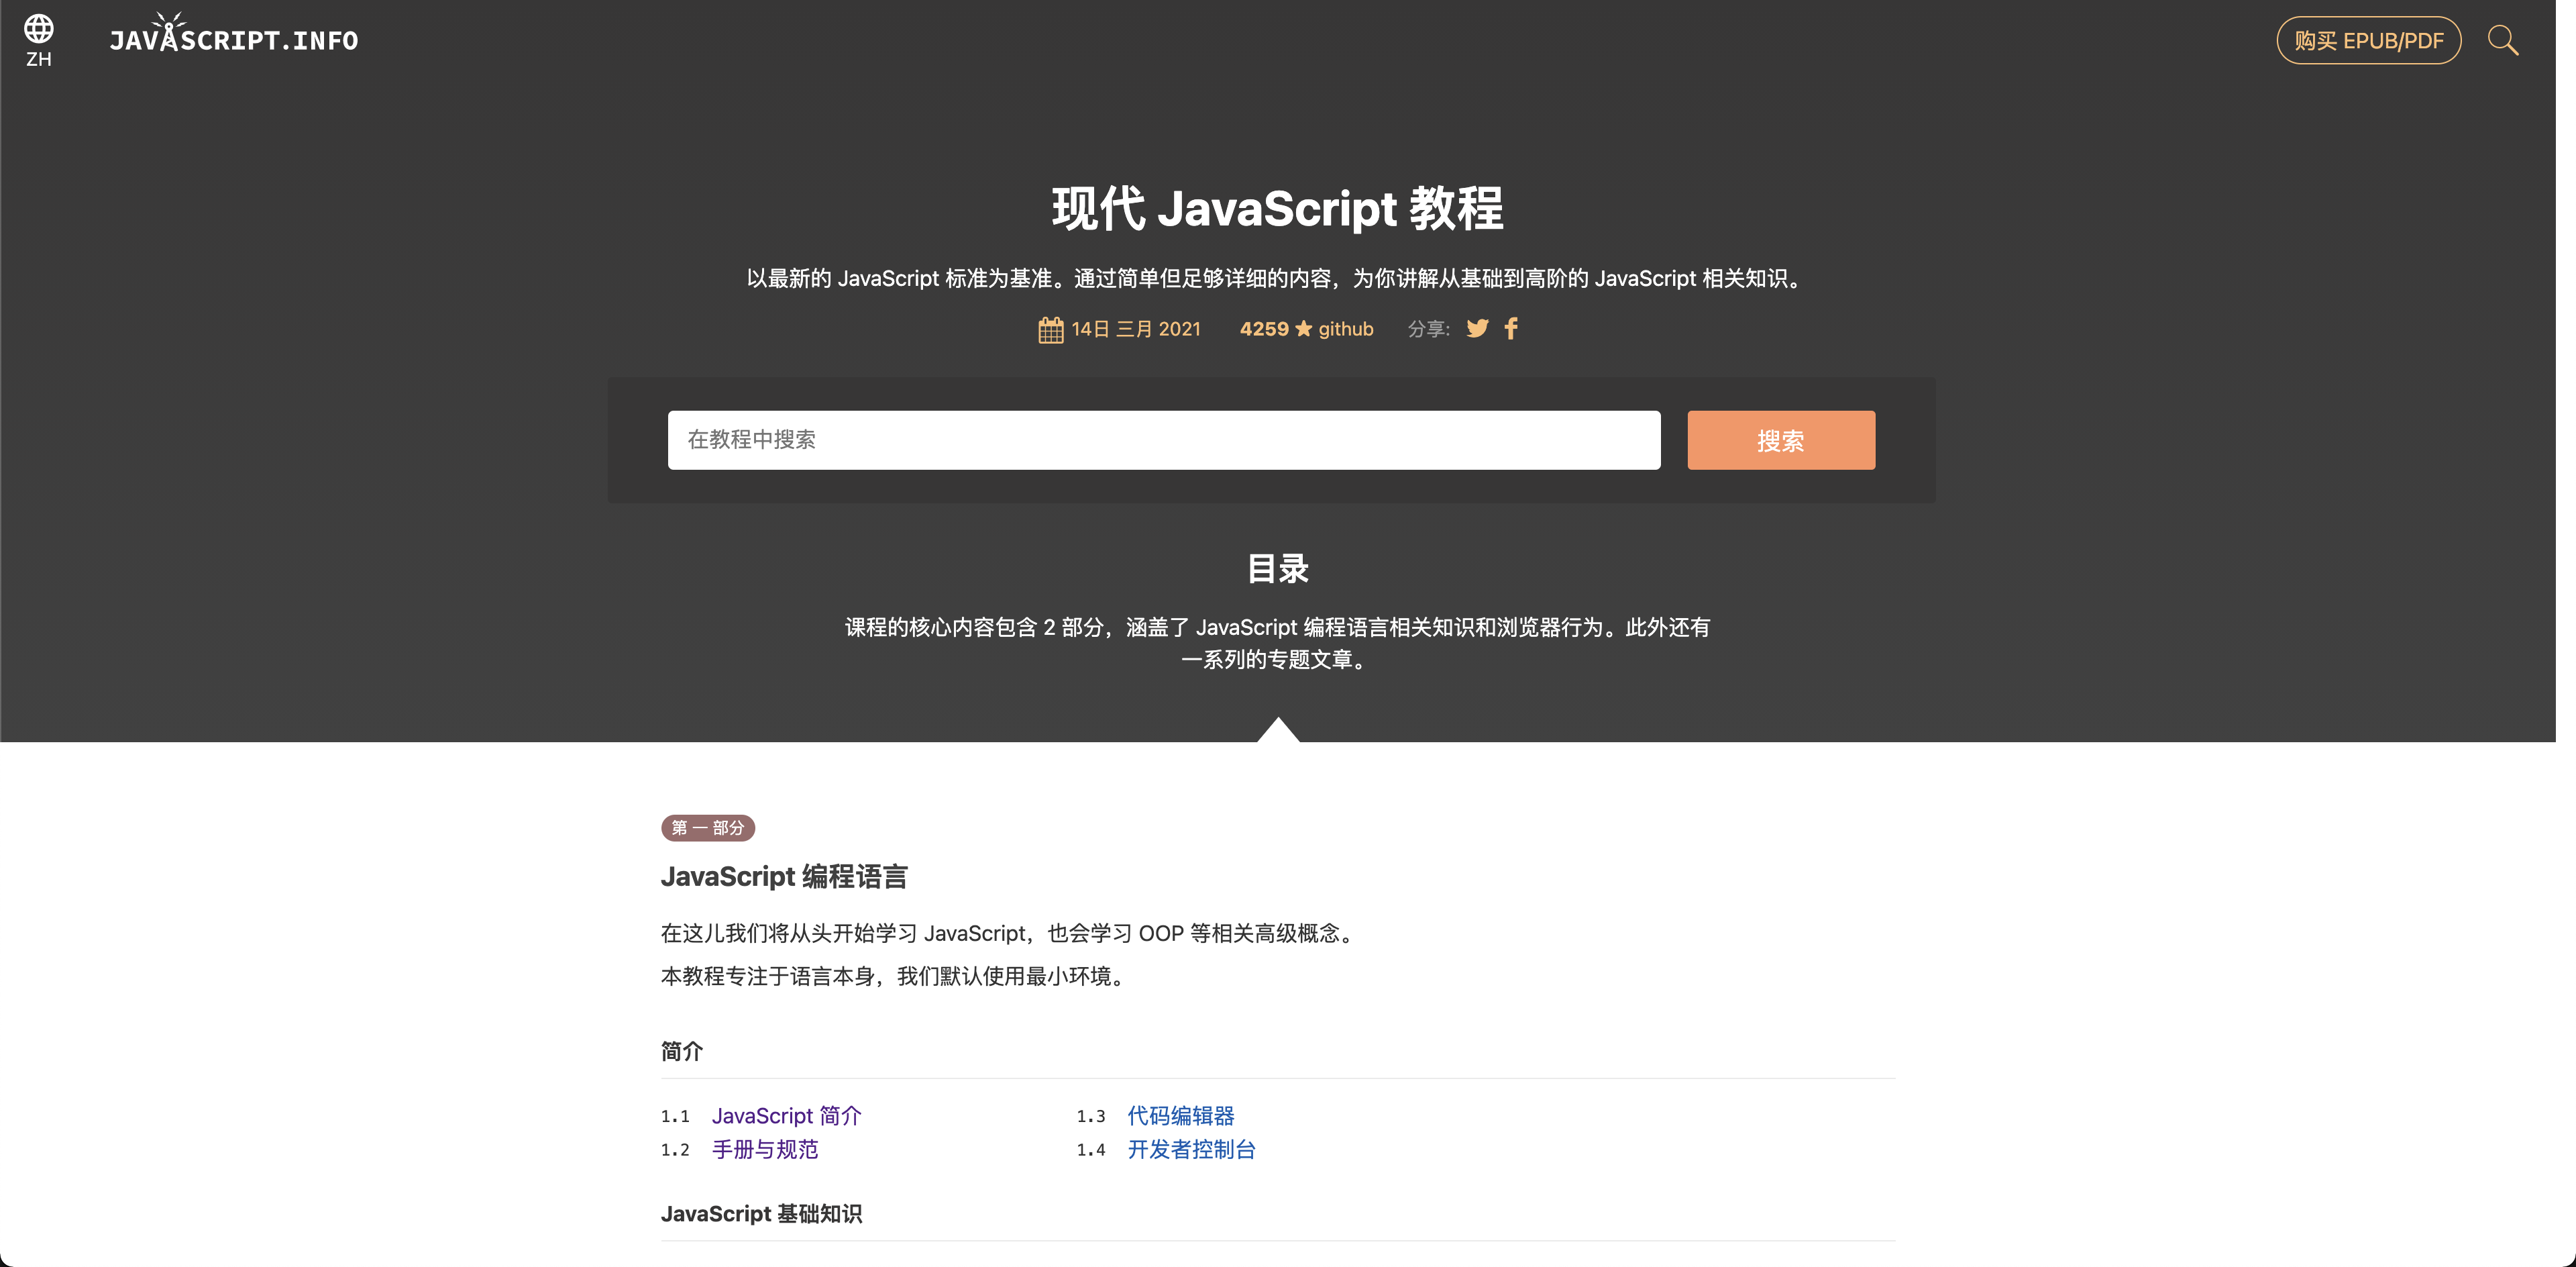 ZH
JAVASCRIPT.INFO
购买 EPUB/PDF
现代 JavaScript 教程
以最新的 JavaScript 标准为基准。通过简单但足够详细的内容，为你讲解从基础到高阶的 JavaScript 相关知识。
14日 三月 2021 4259 ★ github 分享:
在教程中搜索 搜索
目录
课程的核心内容包含 2 部分，涵盖了 JavaScript 编程语言相关知识和浏览器行为。此外还有
一系列的专题文章。
第 一 部分
JavaScript 编程语言
在这儿我们将从头开始学习 JavaScript，也会学习 OOP 等相关高级概念。
本教程专注于语言本身，我们默认使用最小环境。
简介
1.1 JavaScript 简介
1.2 手册与规范
1.3 代码编辑器
1.4 开发者控制台
JavaScript 基础知识